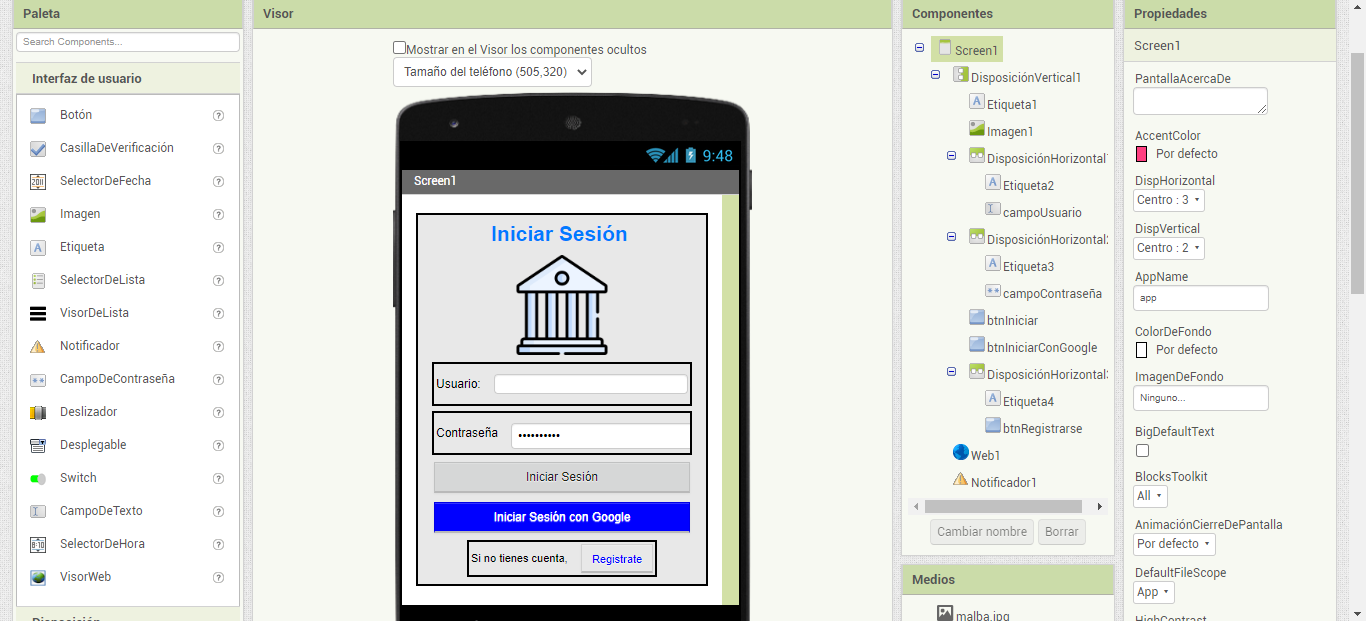 Paleta
Search Components...
Interfaz de usuario
Botón ?
CasillaDeVerificación ?
SelectorDeFecha ?
Imagen ?
Etiqueta ?
SelectorDeLista ?
VisorDeLista ?
Notificador ?
CampoDeContraseña ?
Deslizador ?
Desplegable ?
Switch ?
CampoDeTexto ?
SelectorDeHora ?
VisorWeb ?
Visor
Mostrar en el Visor los componentes ocultos
Tamaño del teléfono (505,320)
9:48
Screen1
Iniciar Sesión
Usuario:
Contraseña ••••••••••
Iniciar Sesión
Iniciar Sesión con Google
Si no tienes cuenta, Registrate
Componentes
Screen1
DisposiciónVertical1
Etiqueta1
Imagen1
DisposiciónHorizontal
Etiqueta2
campoUsuario
DisposiciónHorizontal
Etiqueta3
campoContraseña
btnIniciar
btnIniciarConGoogle
DisposiciónHorizontal
Etiqueta4
btnRegistrarse
Web1
Notificador1
Cambiar nombre Borrar
Medios
malba.jpg
Propiedades
Screen1
PantallaAcercaDe
AccentColor
Por defecto
DispHorizontal
Centro : 3
DispVertical
Centro : 2
AppName
app
ColorDeFondo
Por defecto
ImagenDeFondo
Ninguno...
BigDefaultText
BlocksToolkit
All
AnimaciónCierreDePantalla
Por defecto
DefaultFileScope
App
HighContrast